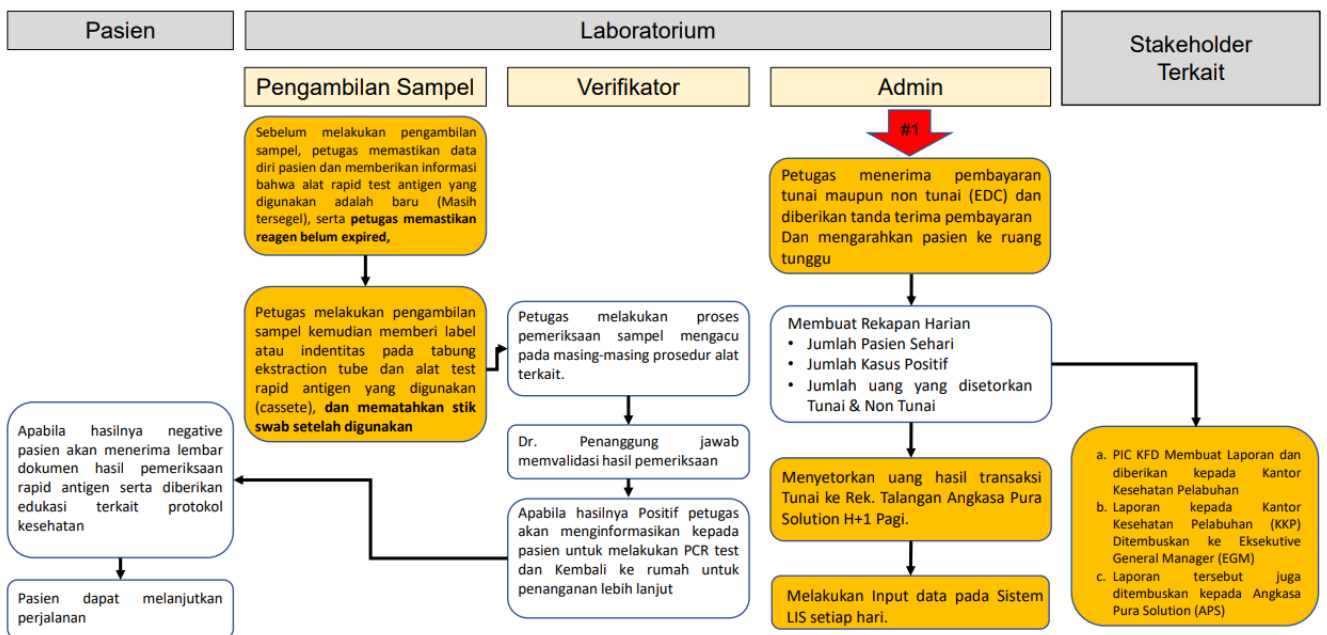 Pasien
Laboratorium
Stakeholder
Terkait
Pengambilan Sampel
Verifikator
Admin
#1
Sebelum melakukan pengambilan
sampel, petugas memastikan data
diri pasien dan memberikan informasi
bahwa alat rapid test antigen yang
digunakan adalah baru (Masih
tersegel), serta petugas memastikan
reagen belum expired,
Petugas melakukan pengambilan
sampel kemudian memberi label
atau indentitas pada tabung
ekstraction tube dan alat test
rapid antigen yang digunakan
(cassete), dan mematahkan stik
swab setelah digunakan
Petugas melakukan proses
pemeriksaan sampel mengacu
pada masing-masing prosedur alat
terkait.
Dr. Penanggung jawab
memvalidasi hasil pemeriksaan
Apabila hasilnya Positif petugas
akan menginformasikan kepada
pasien untuk melakukan PCR test
dan Kembali ke rumah untuk
penanganan lebih lanjut
Apabila hasilnya negative
pasien akan menerima lembar
dokumen hasil pemeriksaan
rapid antigen serta diberikan
edukasi terkait protokol
kesehatan
Pasien dapat melanjutkan
perjalanan
Petugas menerima pembayaran
tunai maupun non tunai (EDC) dan
diberikan tanda terima pembayaran
Dan mengarahkan pasien ke ruang
tunggu
Membuat Rekapan Harian
• Jumlah Pasien Sehari
• Jumlah Kasus Positif
• Jumlah uang yang disetorkan
Tunai & Non Tunai
Menyetorkan uang hasil transaksi
Tunai ke Rek. Talangan Angkasa Pura
Solution H+1 Pagi.
Melakukan Input data pada Sistem
LIS setiap hari.
a. PIC KFD Membuat Laporan dan
diberikan kepada Kantor
Kesehatan Pelabuhan
b. Laporan kepada Kantor
Kesehatan Pelabuhan (KKP)
Ditembuskan ke Eksekutive
General Manager (EGM)
c. Laporan tersebut juga
ditembuskan kepada Angkasa
Pura Solution (APS)